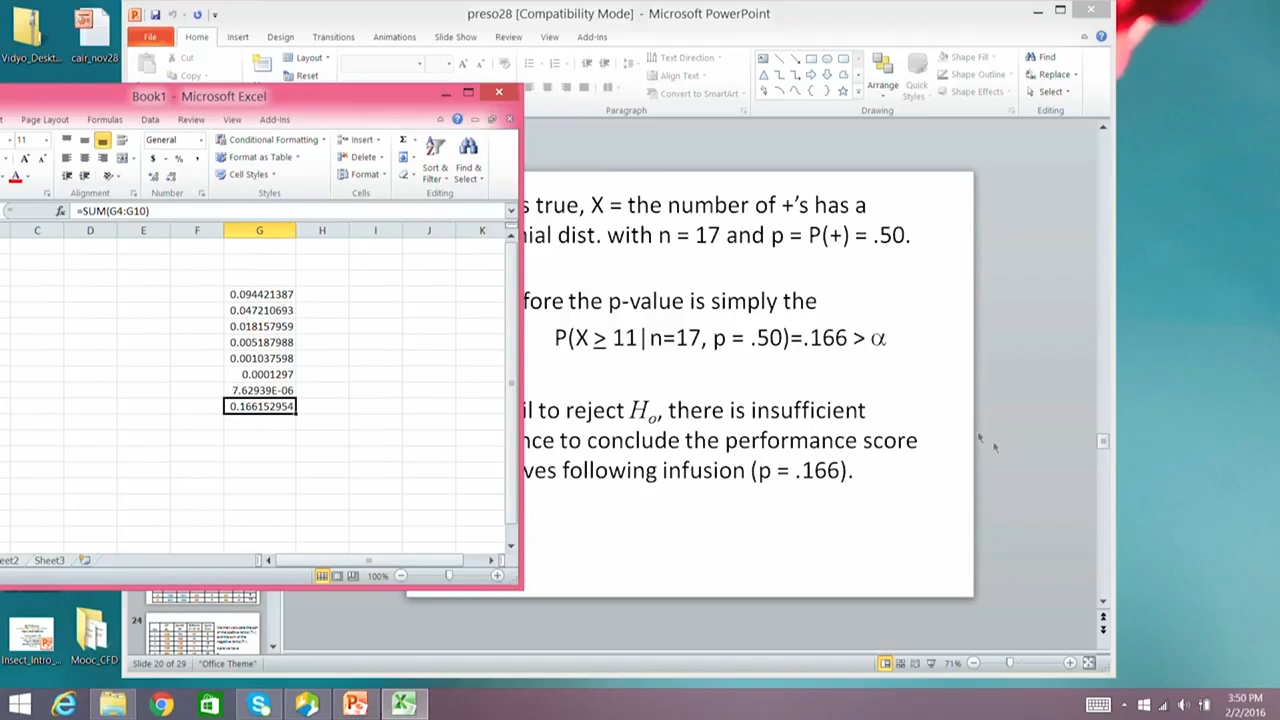 Vidyo_Deskt...
cair_nov28
preso28 [Compatibility Mode] - Microsoft PowerPoint
File Home Insert Design Transitions Animations Slide Show Review View Add-Ins
Cut
Copy
Layout
Reset
Text Direction
Align Text
Convert to SmartArt
Paragraph
Arrange
Quick Styles
Shape Fill
Shape Outline
Shape Effects
Drawing
Find
Replace
Select
Editing
Book1 - Microsoft Excel
Page Layout Formulas Data Review View Add-Ins
11
General
$ % ,
Conditional Formatting
Format as Table
Cell Styles
Insert
Delete
Format
Sort & Filter
Find & Select
Alignment Number Styles Cells Editing
fx =SUM(G4:G10)
C D E F G H I J K
0.094421387
0.047210693
0.018157959
0.005187988
0.001037598
0.0001297
7.62939E-06
0.166152954
eet2 Sheet3
100%
s true, X = the number of +’s has a
nial dist. with n = 17 and p = P(+) = .50.
fore the p-value is simply the
P(X ≥ 11|n=17, p = .50)=.166 > α
il to reject Ho, there is insufficient
nce to conclude the performance score
ves following infusion (p = .166).
24
Insect_Intro_...
Mooc_CFD
Slide 20 of 29 "Office Theme"
71%
3:50 PM
2/2/2016